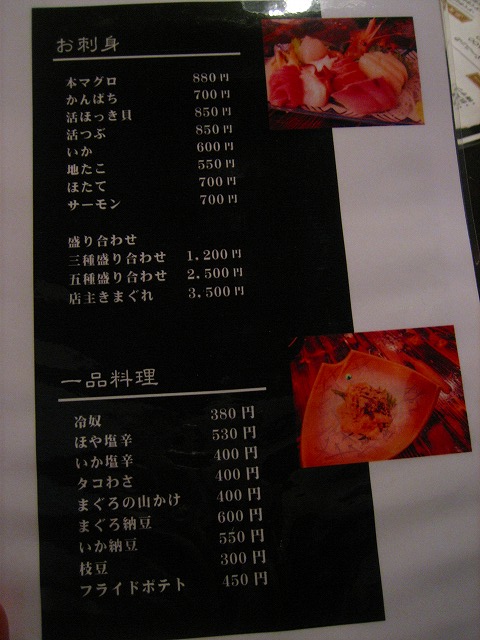 お刺身
本マグロ 880円
かんぱち 700円
活ほっき貝 850円
活つぶ 850円
いか 600円
地たこ 550円
ほたて 700円
サーモン 700円
盛り合わせ
三種盛り合わせ 1.200円
五種盛り合わせ 2.500円
店主きまぐれ 3.500円
一品料理
冷奴 380円
ほや塩辛 530円
いか塩辛 400円
タコわさ 400円
まぐろの山かけ 400円
まぐろ納豆 600円
いか納豆 550円
枝豆 300円
フライドポテト 450円